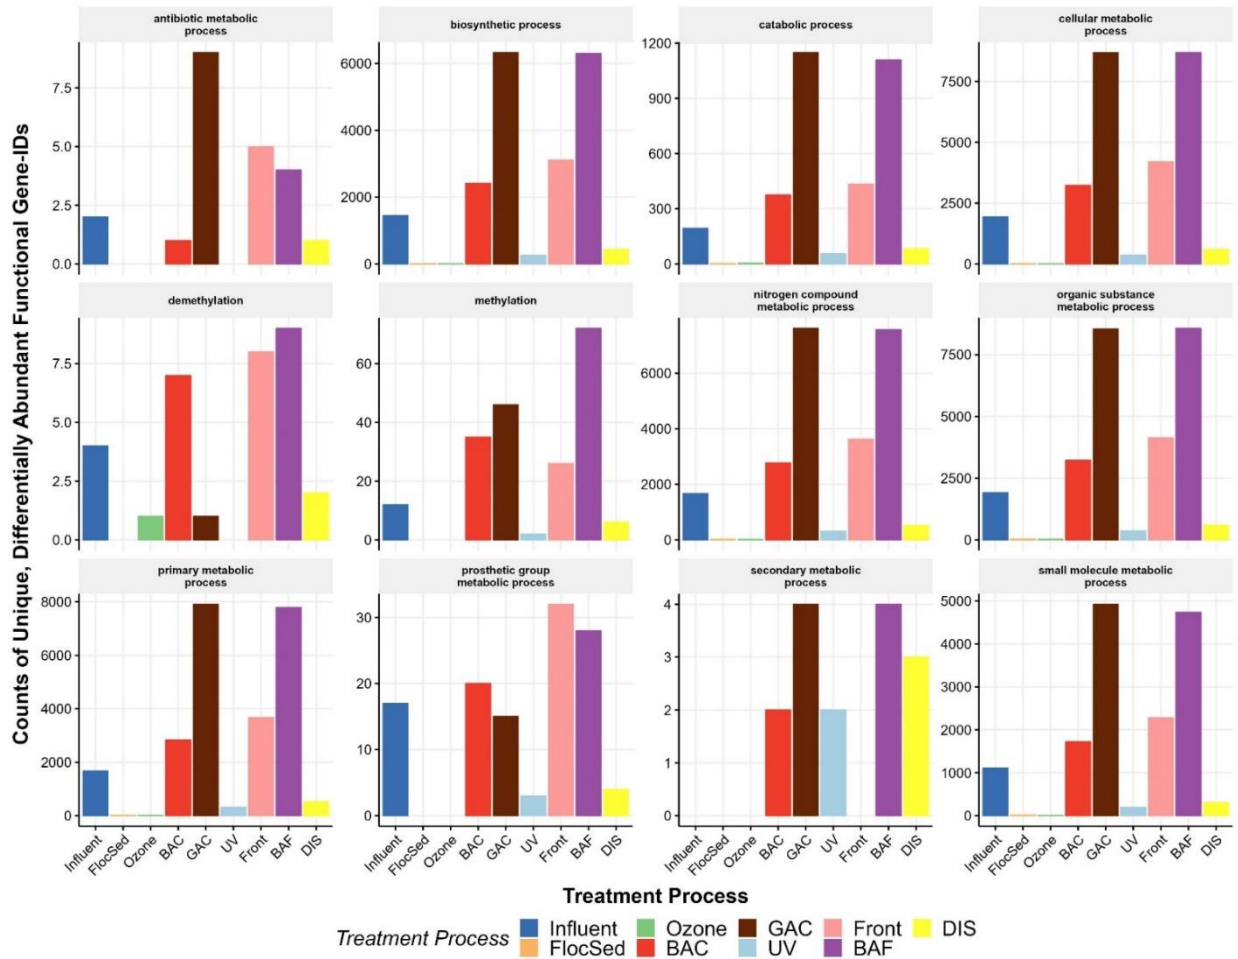 Counts of Unique, Differentially Abundant Functional Gene-IDs
antibiotic metabolic
process
7.5
5.0
2.5
0.0
biosynthetic process
6000
4000
2000
0
catabolic process
1200
900
600
300
0
cellular metabolic
process
7500
5000
2500
0
demethylation
7.5
5.0
2.5
0.0
methylation
60
40
20
0
nitrogen compound
metabolic process
6000
4000
2000
0
organic substance
metabolic process
7500
5000
2500
0
primary metabolic
process
8000
6000
4000
2000
0
prosthetic group
metabolic process
30
20
10
0
secondary metabolic
process
4
3
2
1
0
small molecule metabolic
process
5000
4000
3000
2000
1000
0
Influent FlocSed Ozone BAC GAC UV Front BAF DIS
Influent FlocSed Ozone BAC GAC UV Front BAF DIS
Influent FlocSed Ozone BAC GAC UV Front BAF DIS
Influent FlocSed Ozone BAC GAC UV Front BAF DIS
Treatment Process
Treatment Process
Influent Ozone GAC Front DIS
FlocSed BAC UV BAF